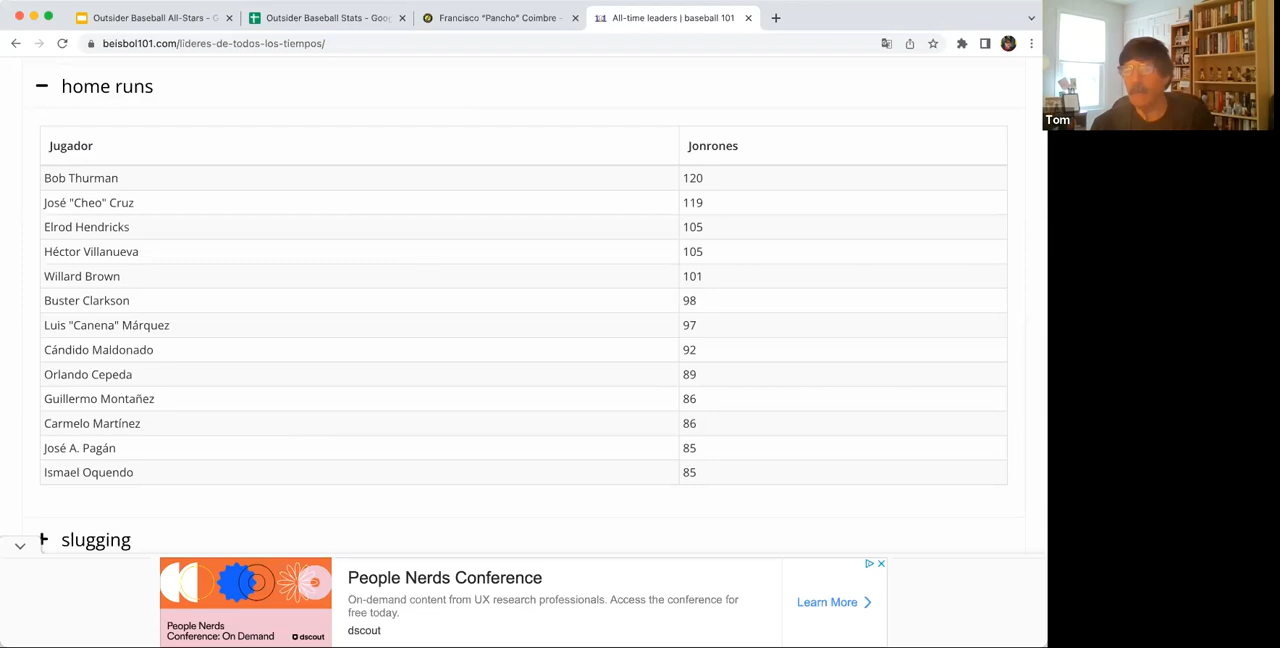 Outsider Baseball All-Stars - G
Outsider Baseball Stats - Goog
Francisco “Pancho” Coimbre -
All-time leaders | baseball 101
beisbol101.com/lideres-de-todos-los-tiempos/
home runs
Jugador Jonrones
Bob Thurman 120
José "Cheo" Cruz 119
Elrod Hendricks 105
Héctor Villanueva 105
Willard Brown 101
Buster Clarkson 98
Luis "Canena" Márquez 97
Cándido Maldonado 92
Orlando Cepeda 89
Guillermo Montañez 86
Carmelo Martínez 86
José A. Pagán 85
Ismael Oquendo 85
slugging
People Nerds
Conference: On Demand
dscout
People Nerds Conference
On-demand content from UX research professionals. Access the conference for
free today.
dscout
Learn More
Tom